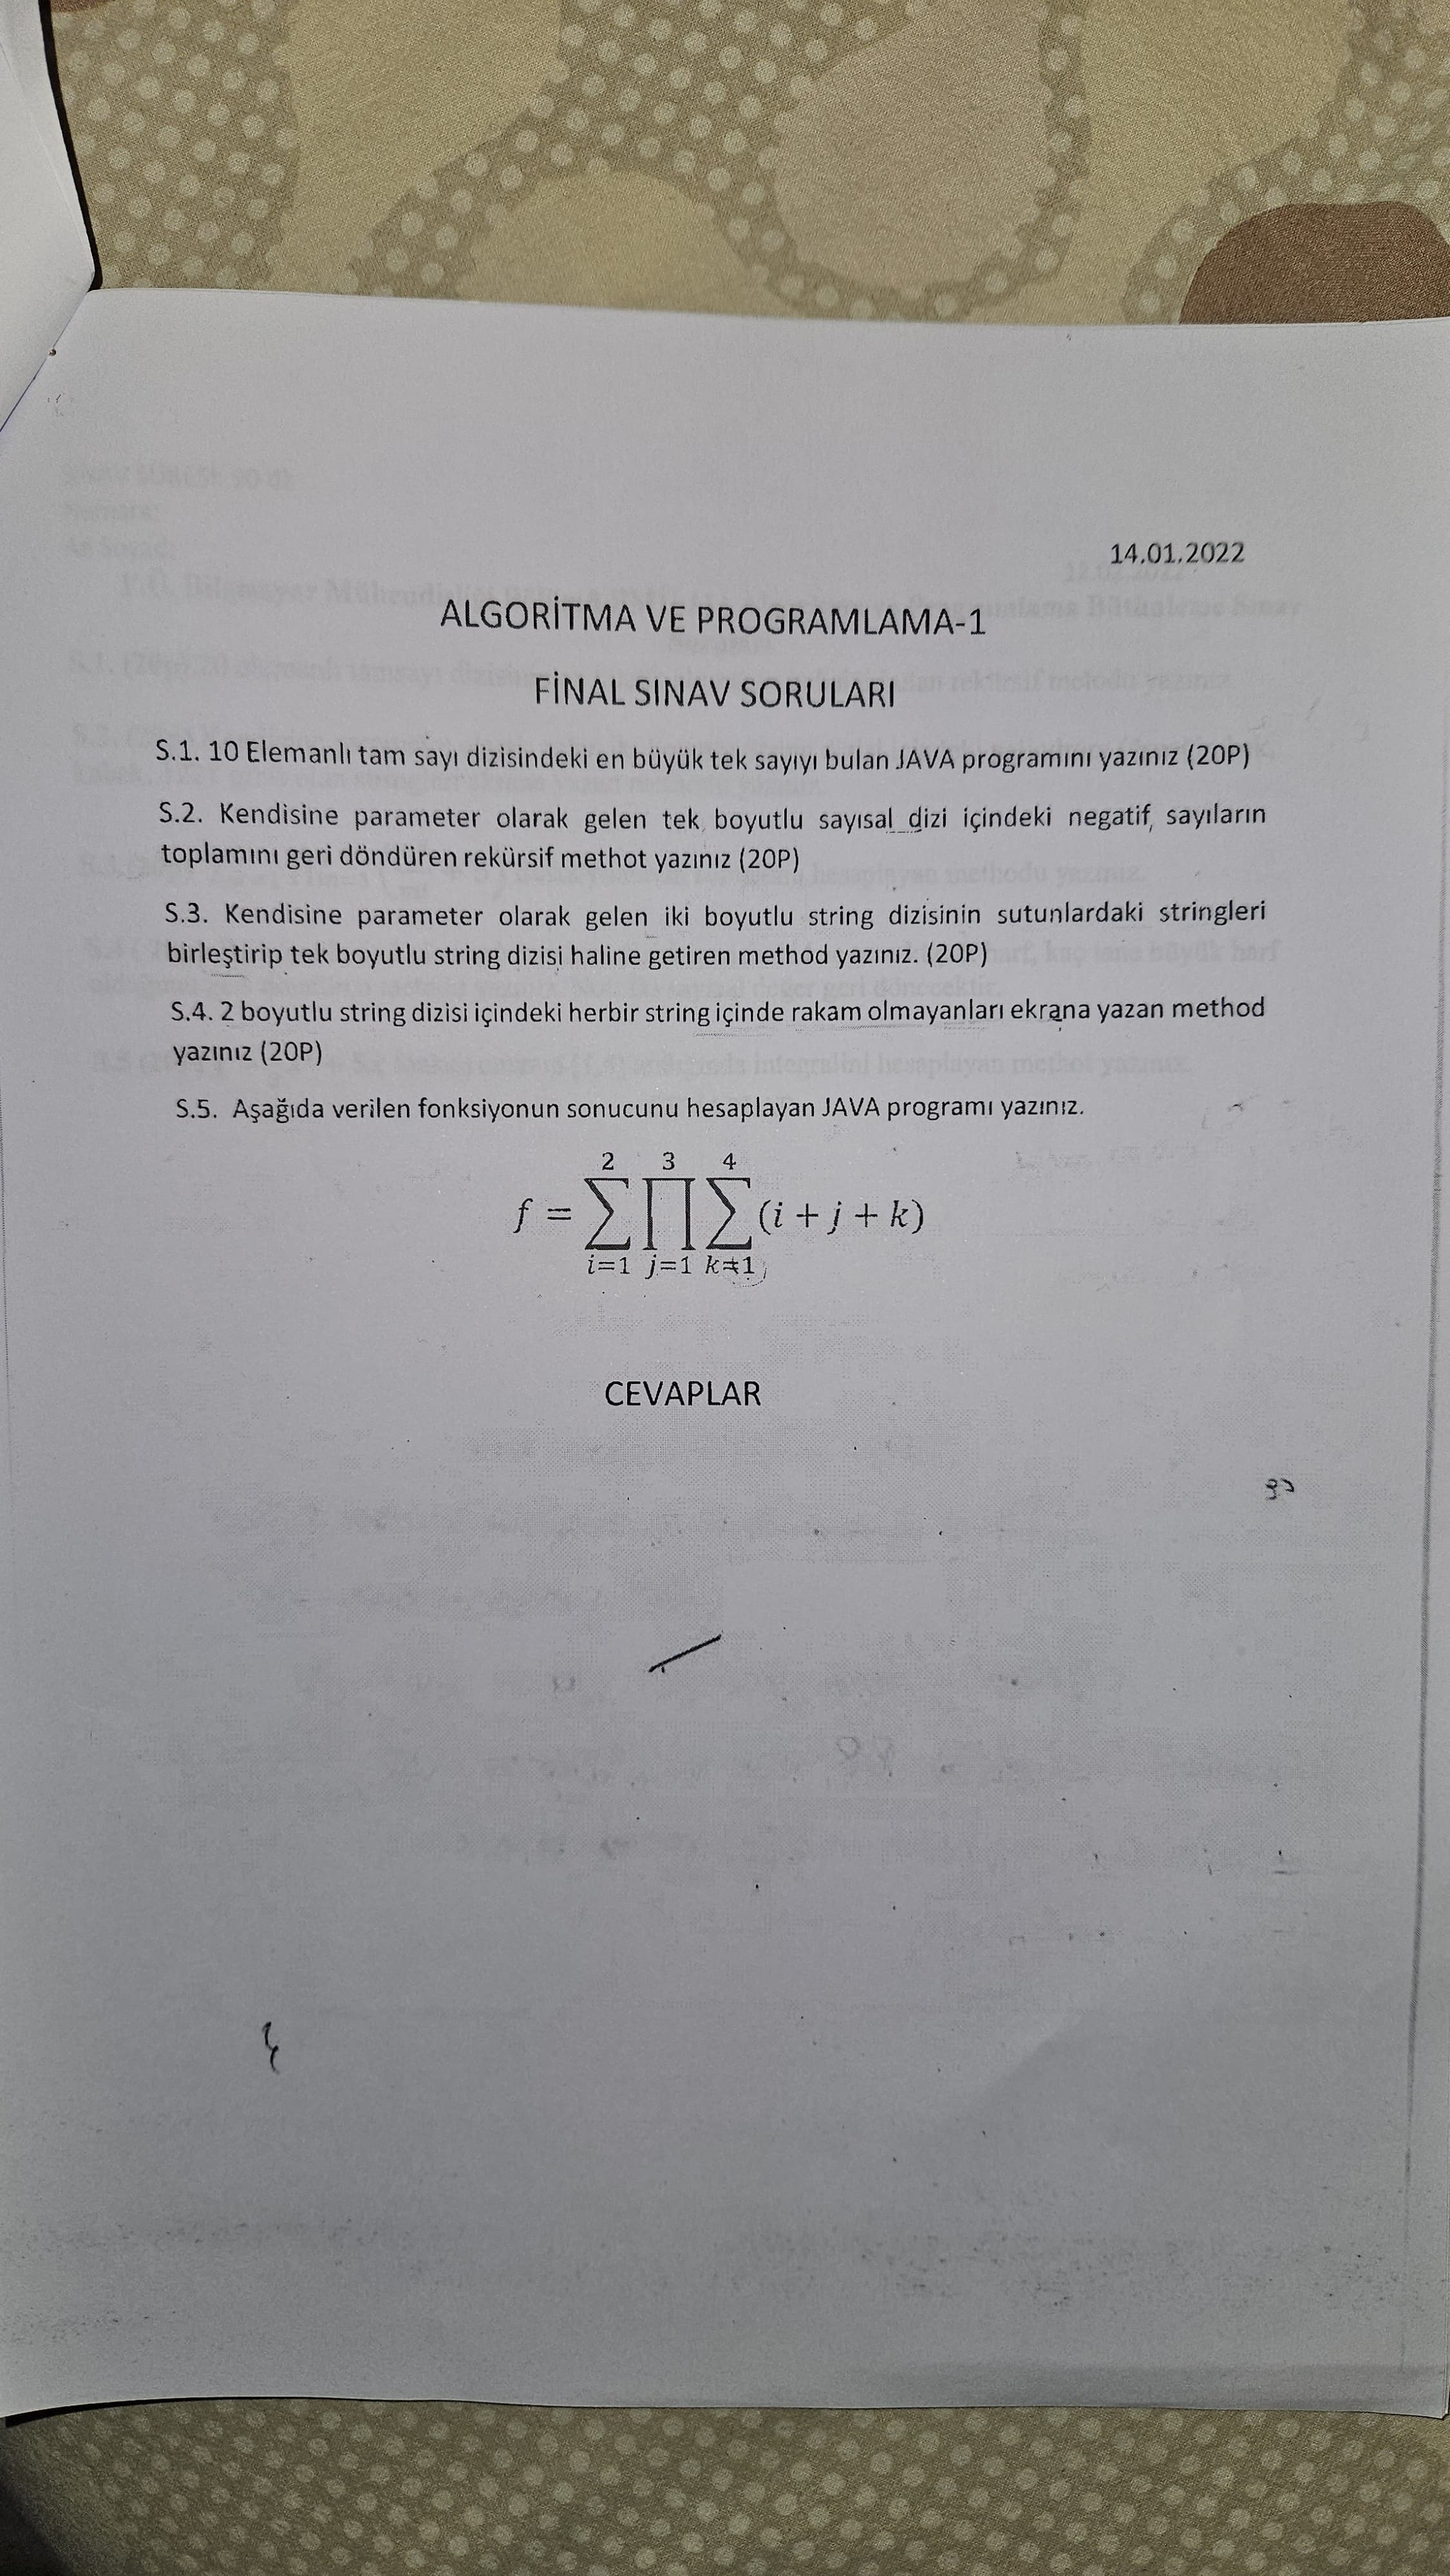 14.01.2022
ALGORİTMA VE PROGRAMLAMA-1
FİNAL SINAV SORULARI
S.1. 10 Elemanlı tam sayı dizisindeki en büyük tek sayıyı bulan JAVA programını yazınız (20P)
S.2. Kendisine parameter olarak gelen tek boyutlu sayısal dizi içindeki negatif sayıların
toplamını geri döndüren rekürsif methot yazınız (20P)
S.3. Kendisine parameter olarak gelen iki boyutlu string dizisinin sutunlardaki stringleri
birleştirip tek boyutlu string dizisi haline getiren method yazınız. (20P)
S.4. 2 boyutlu string dizisi içindeki herbir string içinde rakam olmayanları ekrana yazan method
yazınız (20P)
S.5. Aşağıda verilen fonksiyonun sonucunu hesaplayan JAVA programı yazınız.
2 3 4
f = ∑ ∏ ∑ (i + j + k)
i=1 j=1 k=1
CEVAPLAR